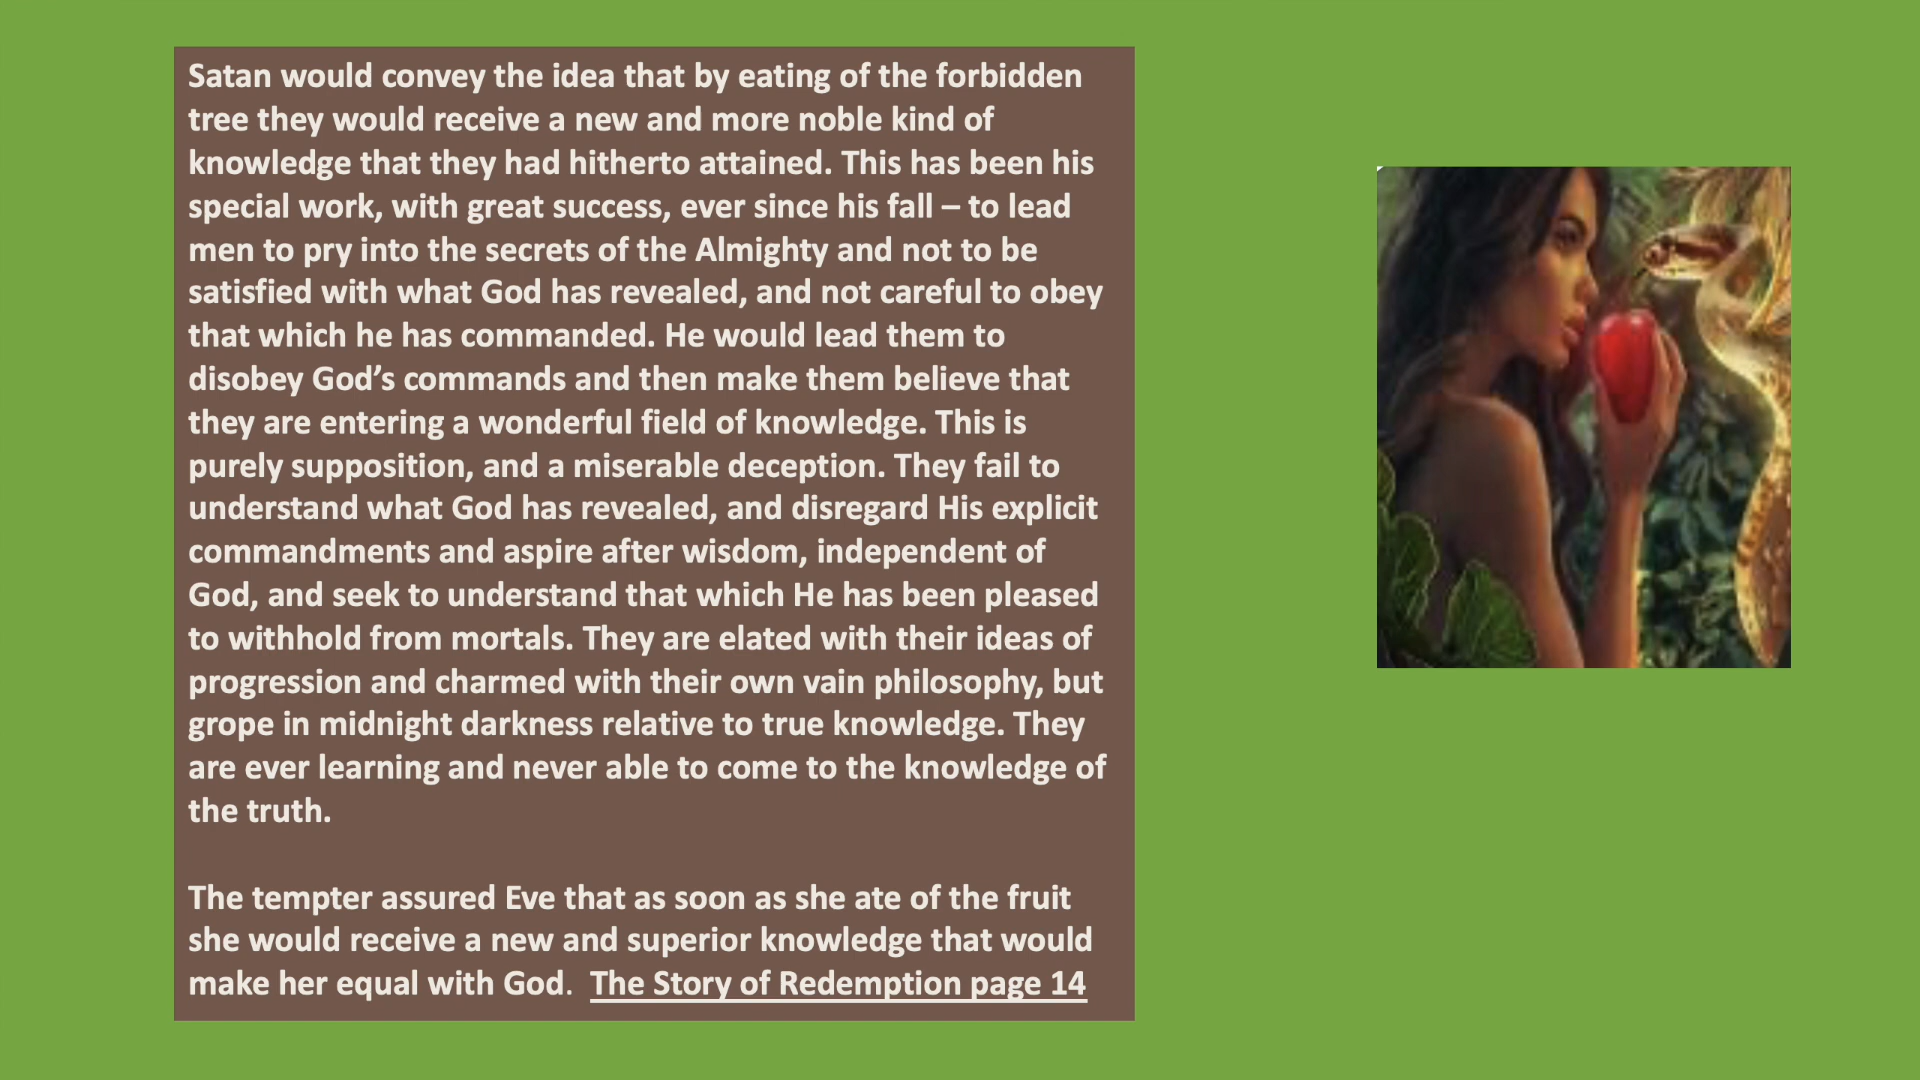 Satan would convey the idea that by eating of the forbidden
tree they would receive a new and more noble kind of
knowledge that they had hitherto attained. This has been his
special work, with great success, ever since his fall – to lead
men to pry into the secrets of the Almighty and not to be
satisfied with what God has revealed, and not careful to obey
that which he has commanded. He would lead them to
disobey God’s commands and then make them believe that
they are entering a wonderful field of knowledge. This is
purely supposition, and a miserable deception. They fail to
understand what God has revealed, and disregard His explicit
commandments and aspire after wisdom, independent of
God, and seek to understand that which He has been pleased
to withhold from mortals. They are elated with their ideas of
progression and charmed with their own vain philosophy, but
grope in midnight darkness relative to true knowledge. They
are ever learning and never able to come to the knowledge of
the truth.
The tempter assured Eve that as soon as she ate of the fruit
she would receive a new and superior knowledge that would
make her equal with God. The Story of Redemption page 14